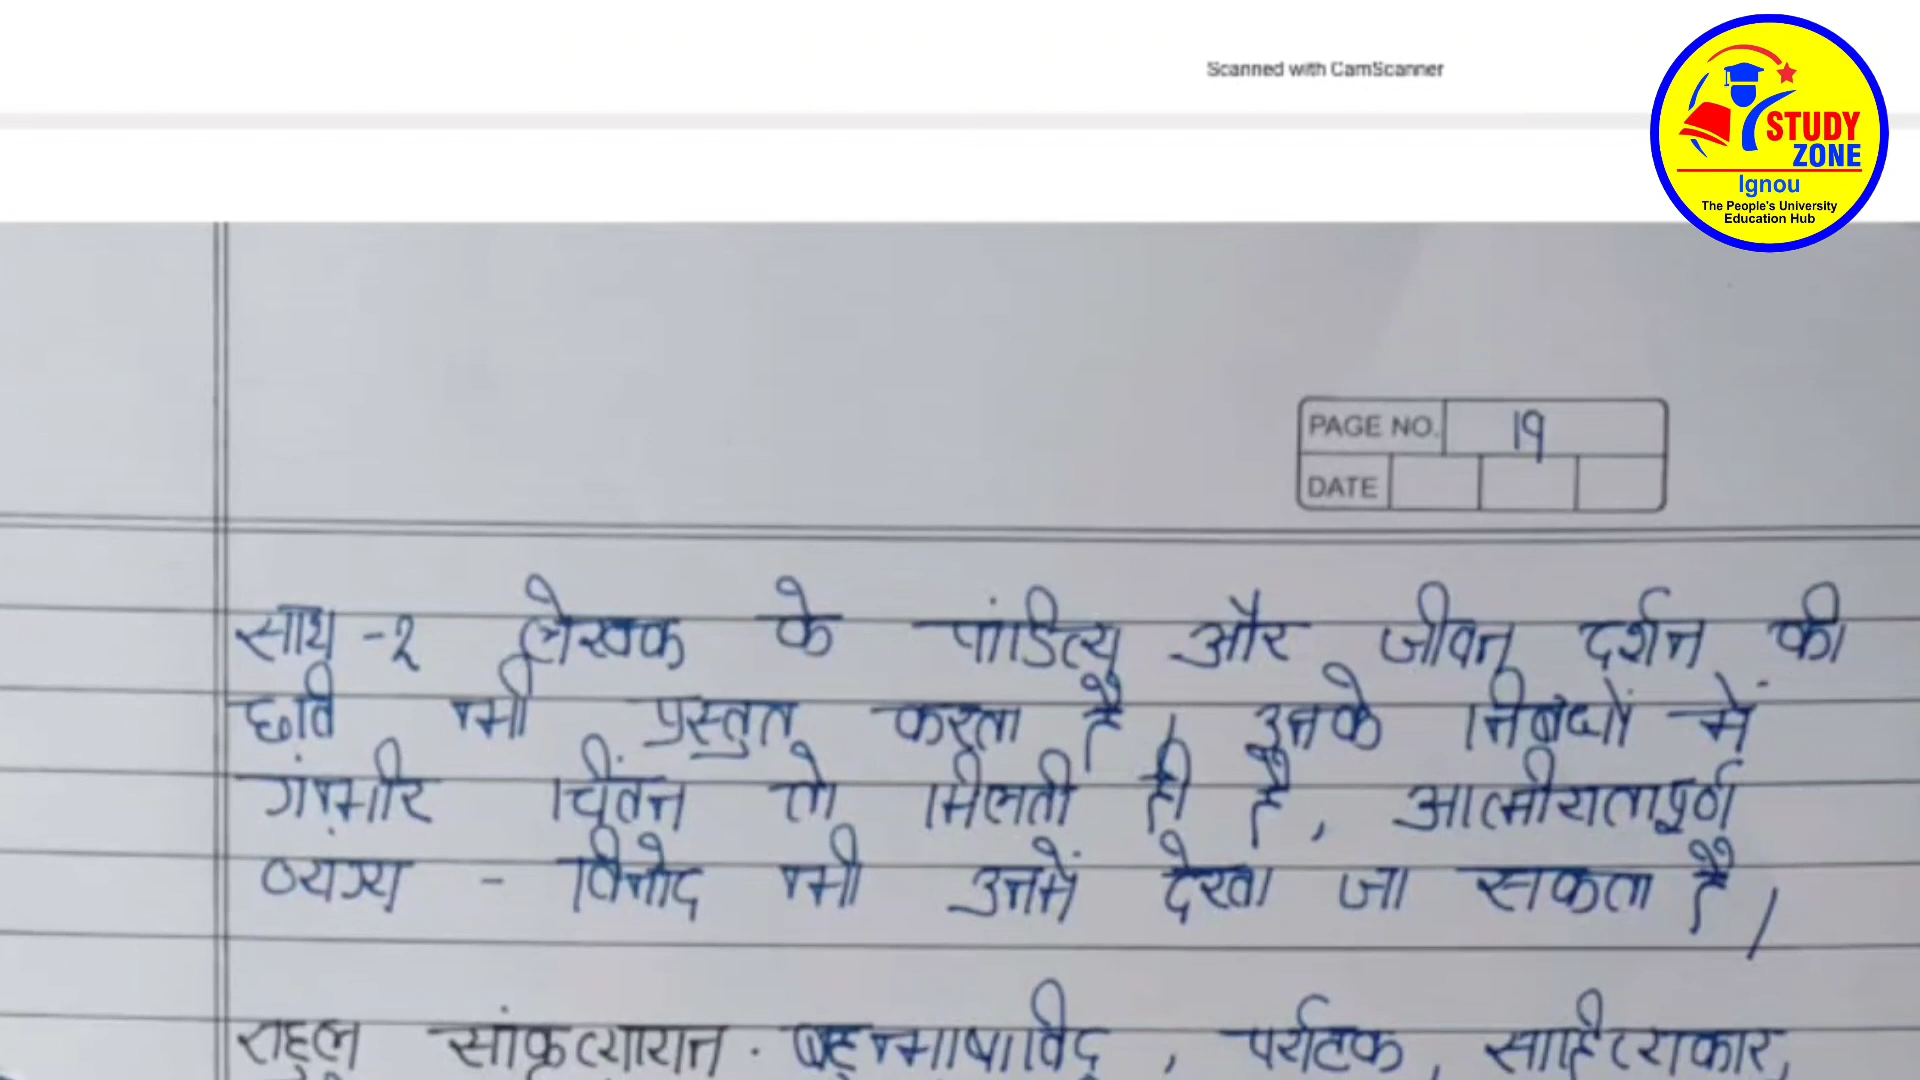 Scanned with CamScanner
STUDY
ZONE
Ignou
The People's University
Education Hub
PAGE NO. 19
DATE
साथ -२ लेखक के पांडित्य और जीवन दर्शन की
छवि भी प्रस्तुत करता है। उनके निबंधों में
गंभीर चिंतन तो मिलती ही है, आत्मीयतापूर्ण
व्यंग्य - विनोद भी उनमें देखा जा सकता है।
राहुल सांकृत्यायन. बहुभाषाविद्, पर्यटक, साहित्यकार,